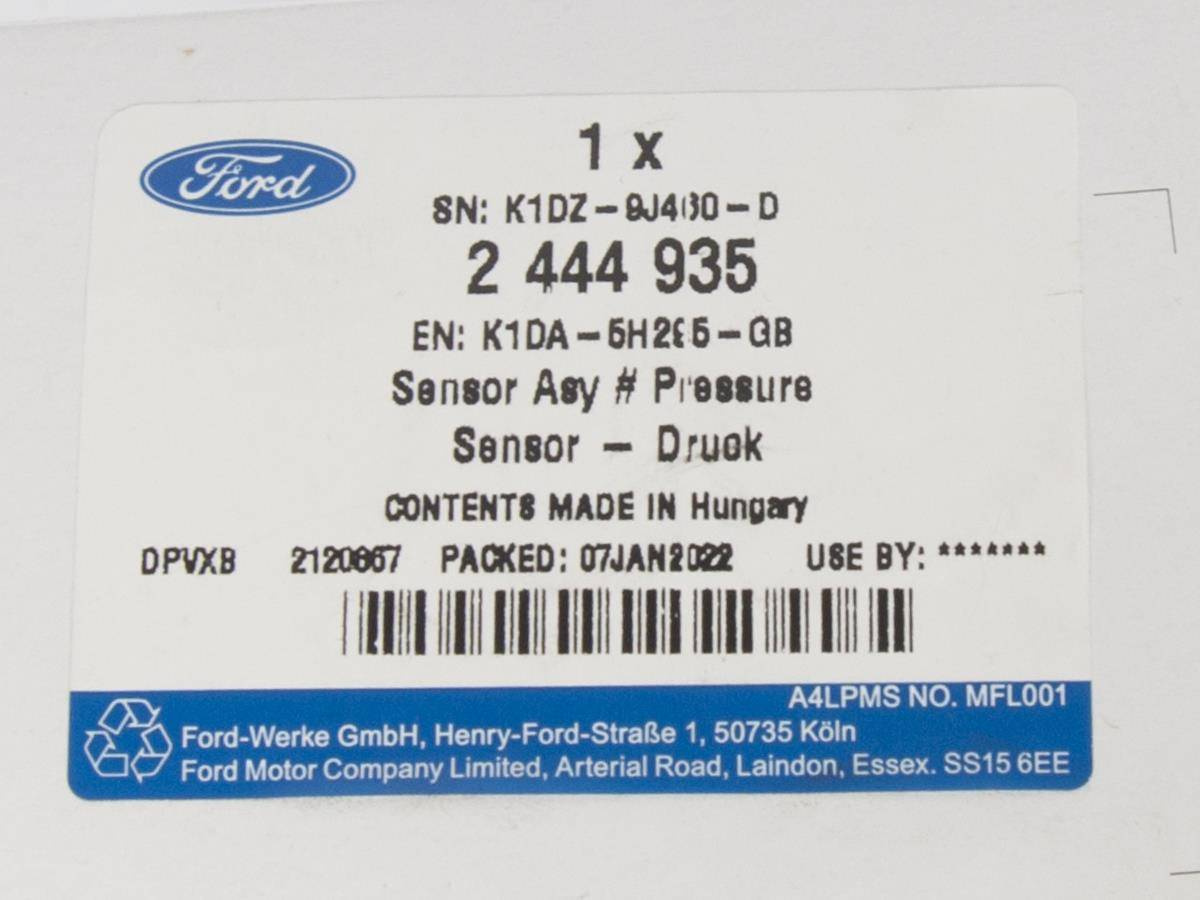 Ford
1 x
SN: K1DZ-9J460-D
2 444 935
EN: K1DA-5H295-GB
Sensor Asy # Pressure
Sensor - Druck
CONTENTS MADE IN Hungary
DPVXB 2120667 PACKED: 07JAN2022 USE BY: *******
A4LPMS NO. MFL001
Ford-Werke GmbH, Henry-Ford-Straße 1, 50735 Köln
Ford Motor Company Limited, Arterial Road, Laindon, Essex. SS15 6EE